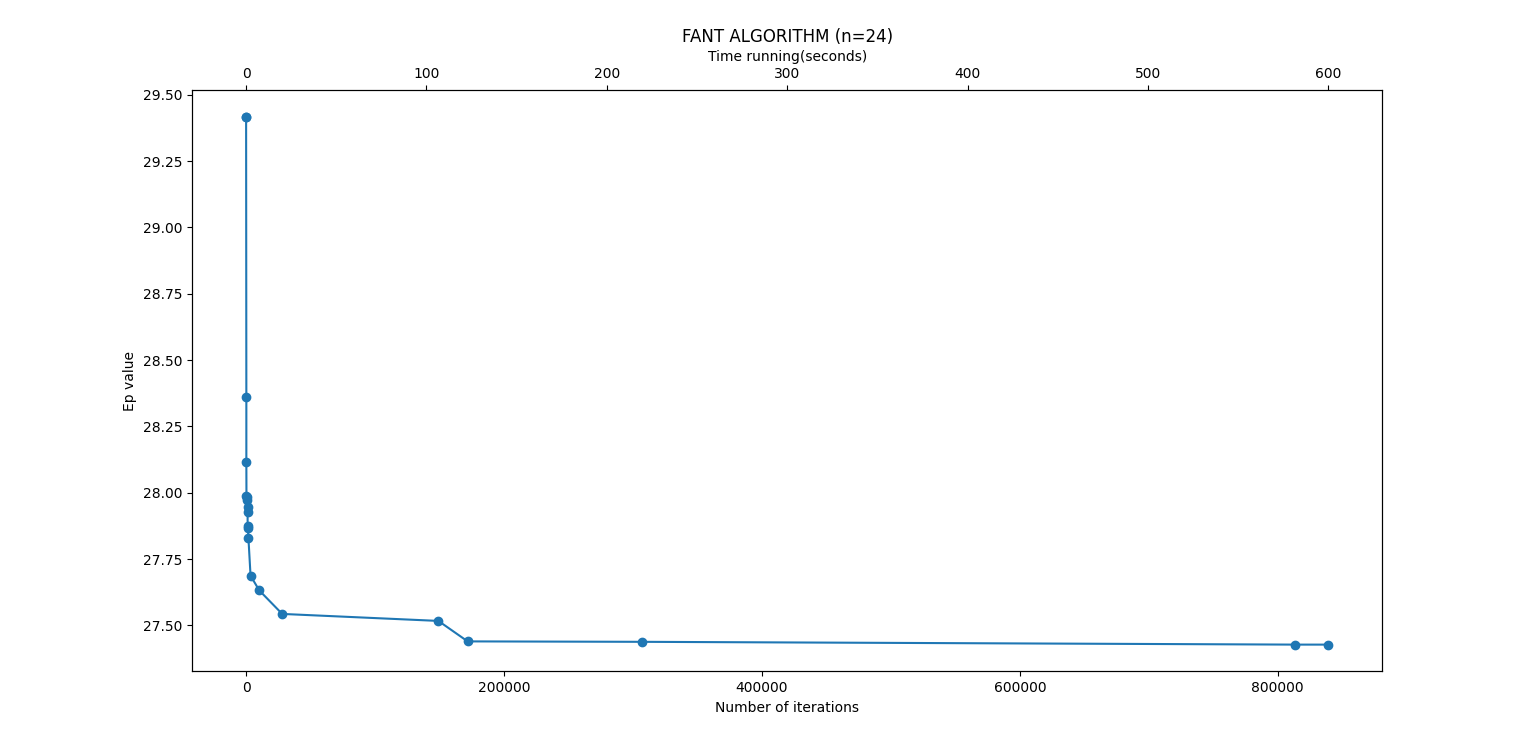 FANT ALGORITHM (n=24)
Time running(seconds)
0 100 200 300 400 500 600
29.50
29.25
29.00
28.75
28.50
28.25
28.00
27.75
27.50
Ep value
0 200000 400000 600000 800000
Number of iterations